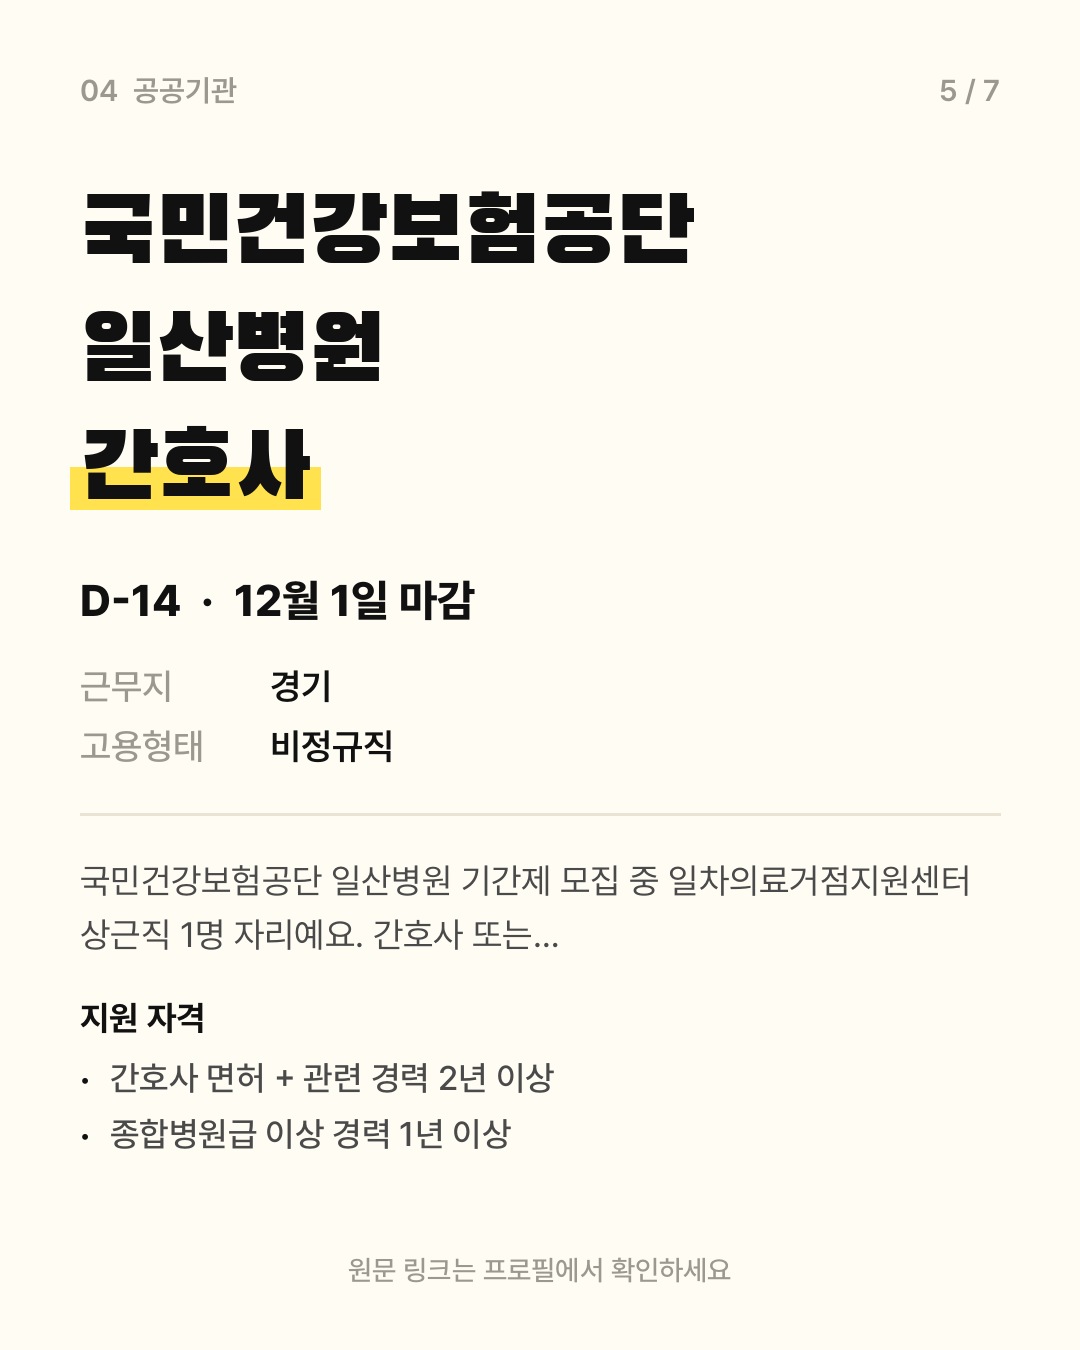 04 공공기관
5 / 7
국민건강보험공단
일산병원
간호사
D-14 · 12월 1일 마감
근무지 경기
고용형태 비정규직
국민건강보험공단 일산병원 기간제 모집 중 일차의료거점지원센터
상근직 1명 자리예요. 간호사 또는...
지원 자격
· 간호사 면허 + 관련 경력 2년 이상
· 종합병원급 이상 경력 1년 이상
원문 링크는 프로필에서 확인하세요